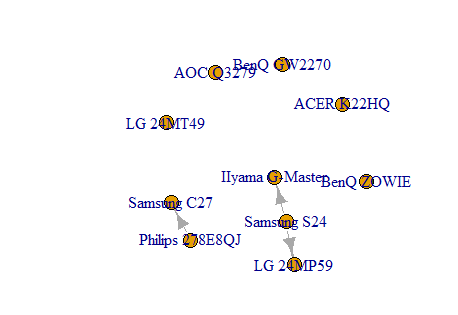 BenQ GW2270
AOC Q3279
ACER K22HQ
LG 24MT49
IIyama G-Master
BenQ ZOWIE
Samsung C27
Samsung S24
Philips 278E8QJ
LG 24MP59